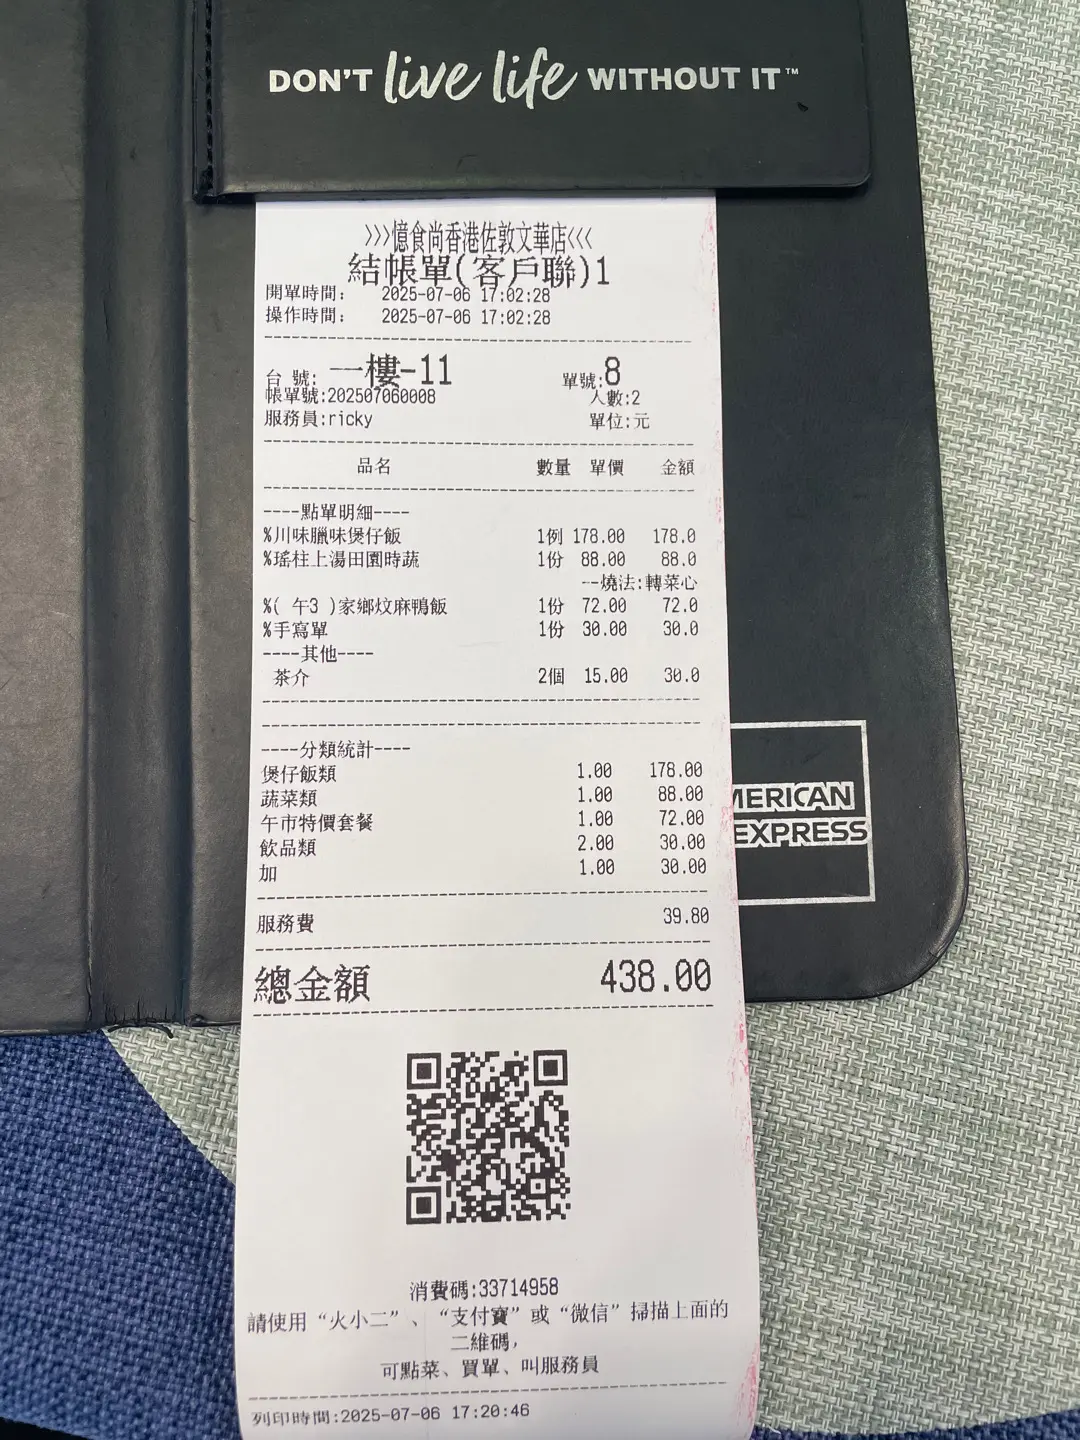 DON'T live life WITHOUT IT™
>>>憶食尚香港佐敦文華店<<<
結帳單(客戶聯)1
開單時間: 2025-07-06 17:02:28
操作時間: 2025-07-06 17:02:28
台 號: 一樓-11 單號:8
帳單號:202507060008 人數:2
服務員:ricky 單位:元
品名 數量 單價 金額
----點單明細----
%川味臘味煲仔飯 1例 178.00 178.0
%瑤柱上湯田園時蔬 1份 88.00 88.0
--燒法:轉菜心
%( 午3 )家鄉炆麻鴨飯 1份 72.00 72.0
%手寫單 1份 30.00 30.0
----其他----
茶介 2個 15.00 30.0
----分類統計----
煲仔飯類 1.00 178.00
蔬菜類 1.00 88.00
午市特價套餐 1.00 72.00
飲品類 2.00 30.00
加 1.00 30.00
服務費 39.80
總金額 438.00
MERICAN
EXPRESS
消費碼:33714958
請使用“火小二”、“支付寶”或“微信”掃描上面的
二維碼,
可點菜、買單、叫服務員
列印時間:2025-07-06 17:20:46